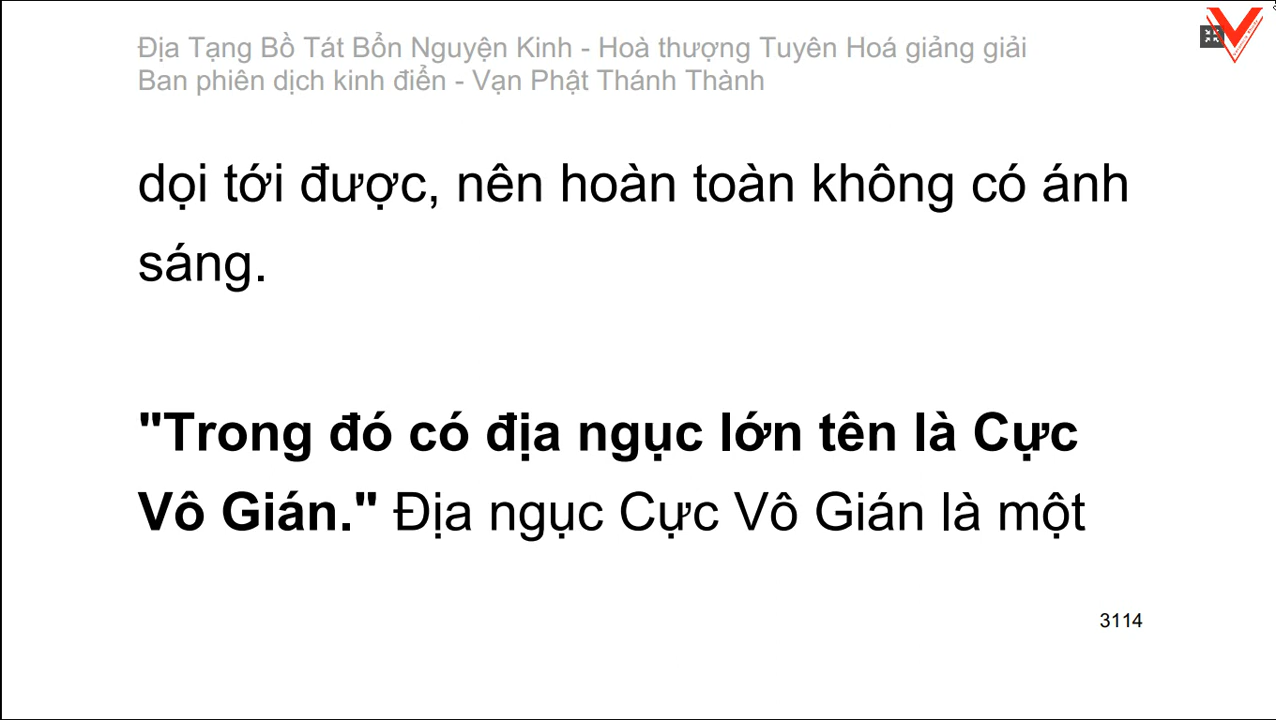 Địa Tạng Bồ Tát Bổn Nguyện Kinh - Hoà thượng Tuyên Hoá giảng giải
Ban phiên dịch kinh điển - Vạn Phật Thánh Thành
dọi tới được, nên hoàn toàn không có ánh
sáng.
"Trong đó có địa ngục lớn tên là Cực
Vô Gián." Địa ngục Cực Vô Gián là một
3114